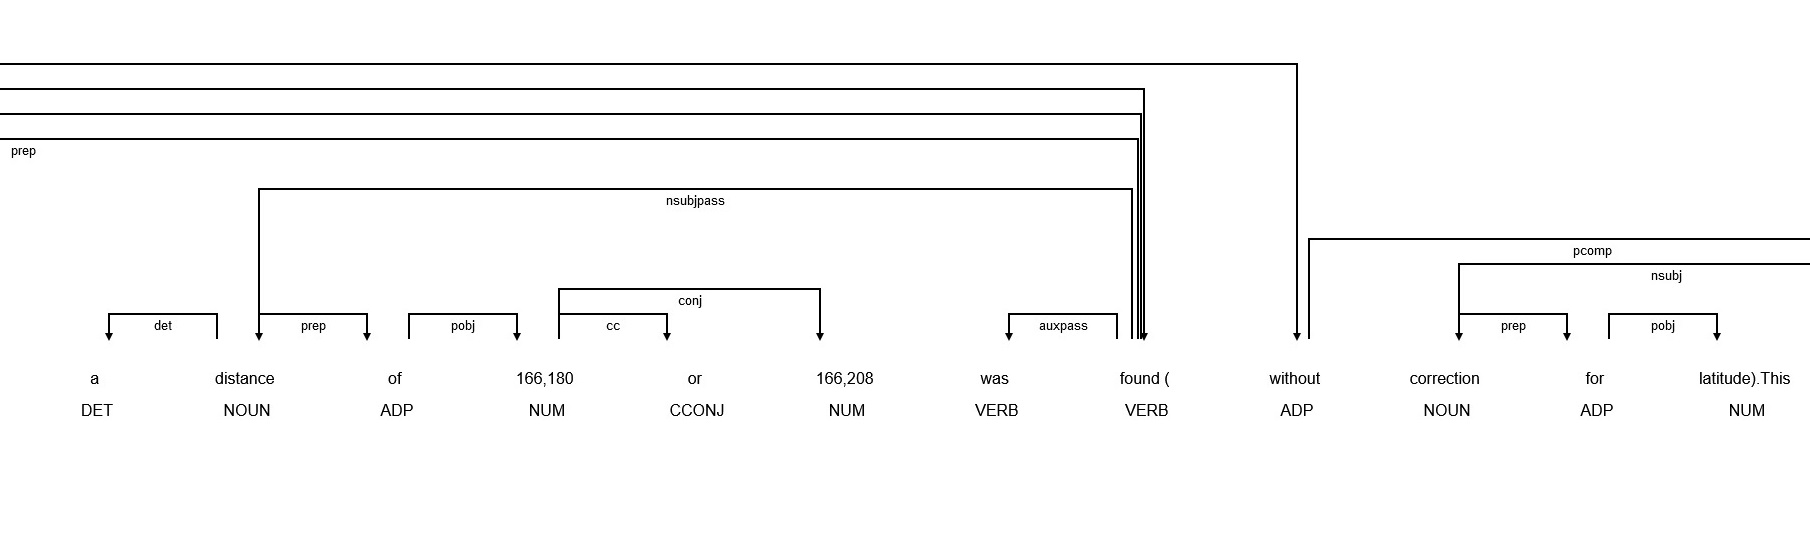 prep
nsubjpass
pcomp
nsubj
conj
det prep pobj cc auxpass prep pobj
a distance of 166,180 or 166,208 was found ( without correction for latitude).This
DET NOUN ADP NUM CCONJ NUM VERB VERB ADP NOUN ADP NUM